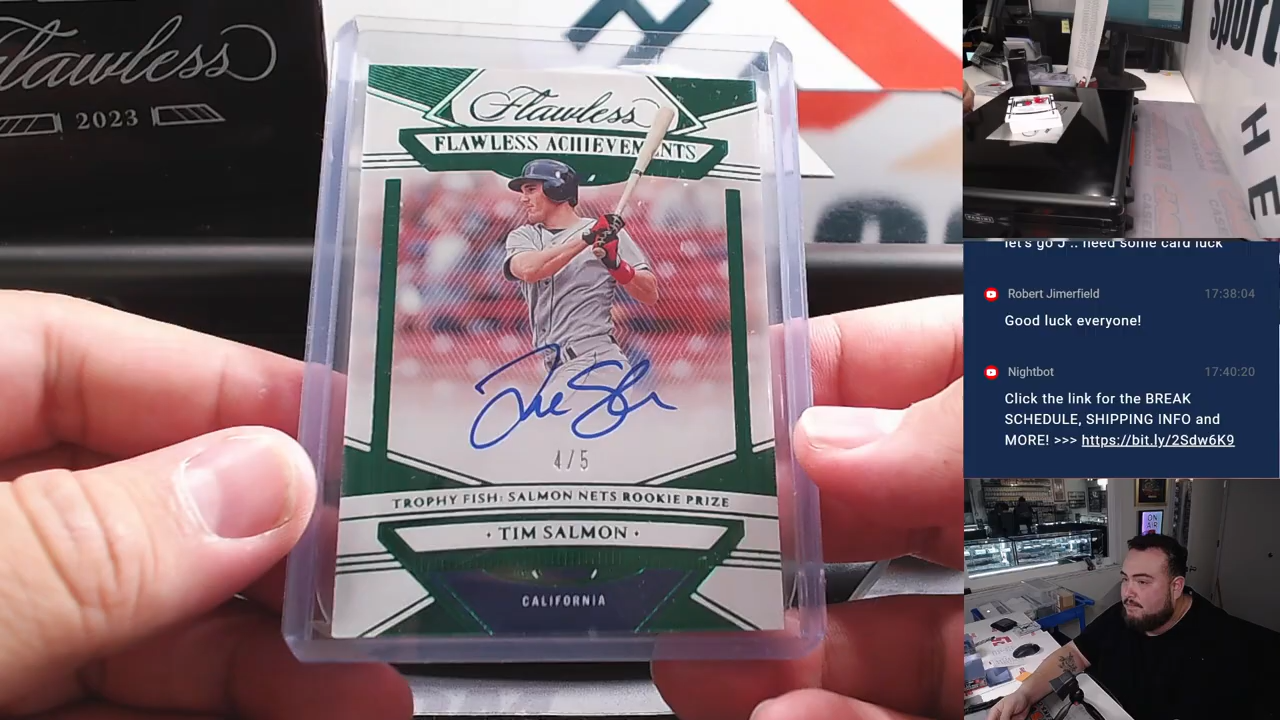 Flawless
2023
Flawless
FLAWLESS ACHIEVEMENTS
4/5
TROPHY FISH: SALMON NETS ROOKIE PRIZE
· TIM SALMON ·
CALIFORNIA
let's go J .. need some card luck
Robert Jimerfield 17:38:04
Good luck everyone!
Nightbot 17:40:20
Click the link for the BREAK
SCHEDULE, SHIPPING INFO and
MORE! >>> https://bit.ly/2Sdw6K9
ON
AIR